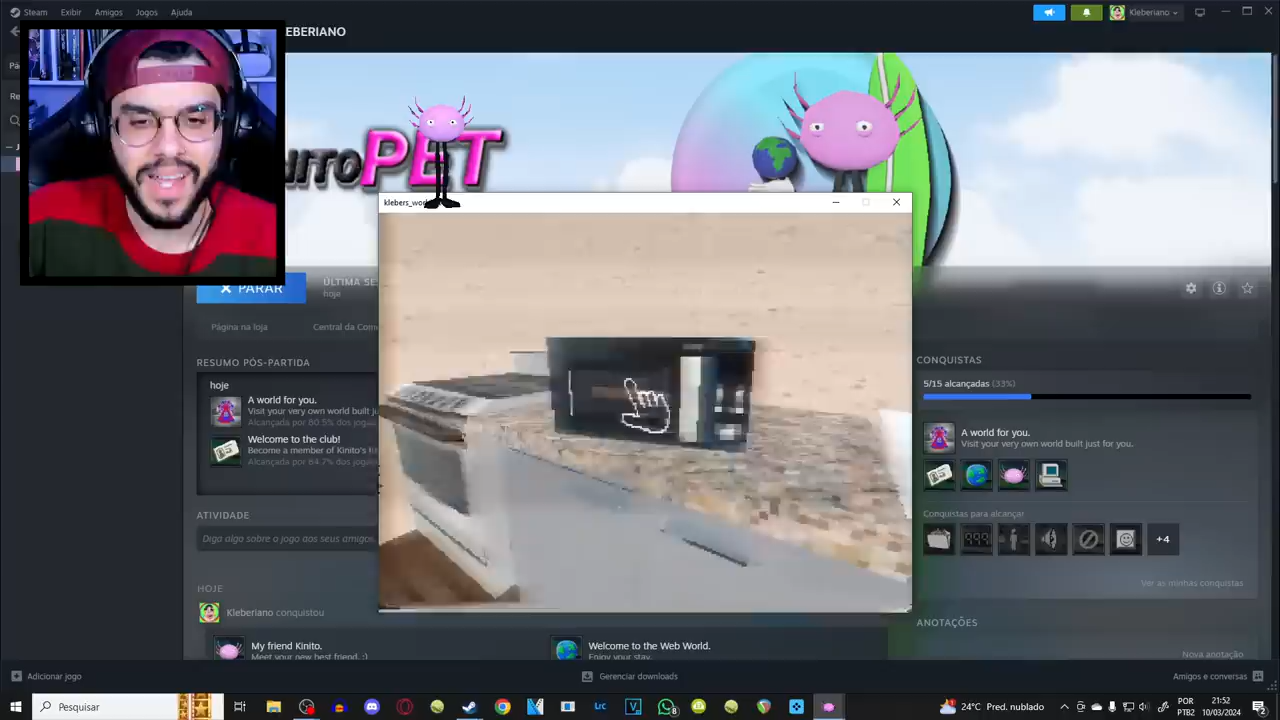 Steam Exibir Amigos Jogos Ajuda
Kleberiano
KLEBERIANO
PET
klebers_wor
PARAR
ÚLTIMA SE
hoje
Página na loja
Central da Com
RESUMO PÓS-PARTIDA
hoje
A world for you.
Visit your very own world built ju
Alcançada por 80.5% dos jog
Welcome to the club!
Become a member of Kinito's Ki
Alcançada por 64.7% dos jog
CONQUISTAS
5/15 alcançadas (33%)
A world for you.
Visit your very own world built just for you.
Conquistas para alcançar
+4
Ver as minhas conquistas
ATIVIDADE
Diga algo sobre o jogo aos seus amigos
HOJE
Kleberiano conquistou
My friend Kinito.
Meet your new best friend. :)
Welcome to the Web World.
Enjoy your stay.
ANOTAÇÕES
Nova anotação
Adicionar jogo
Gerenciar downloads
Amigos e conversas
Pesquisar
24°C Pred. nublado
POR
PTB2
21:52
10/03/2024